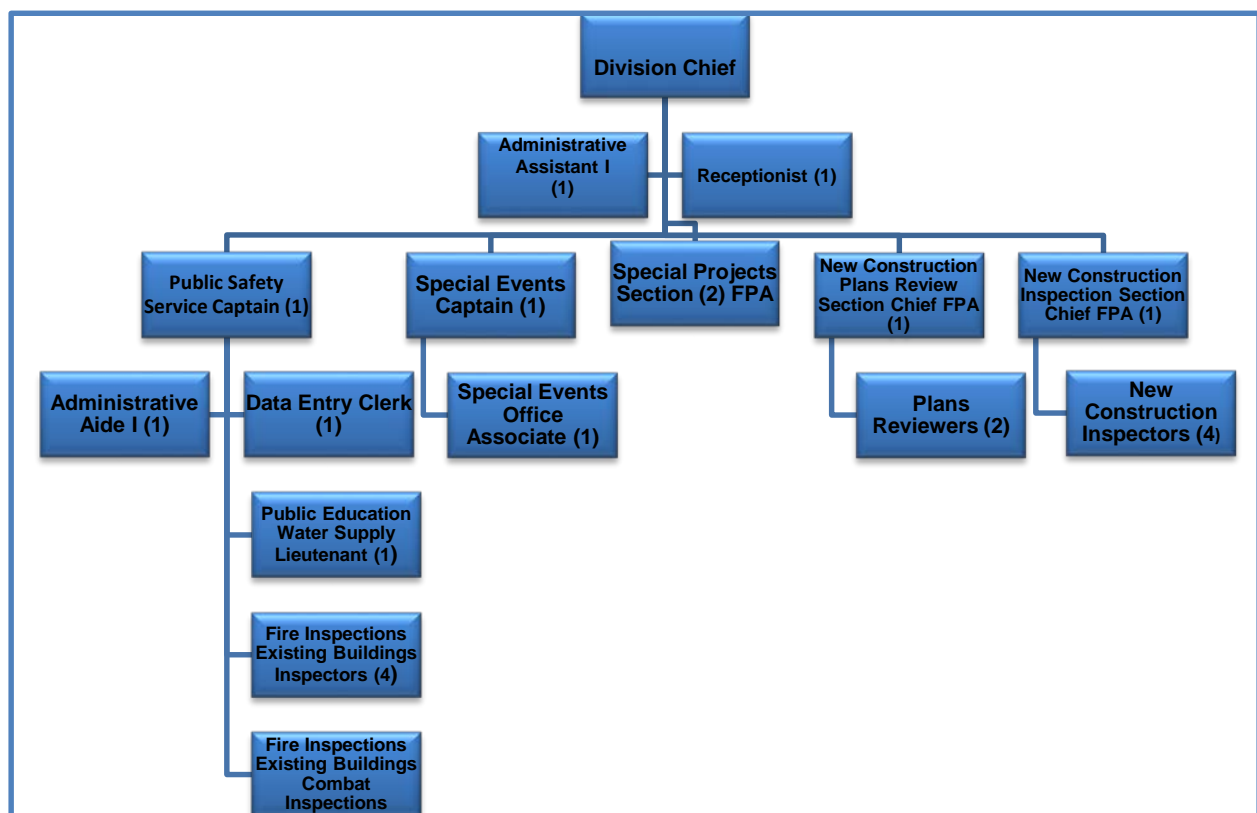 Division Chief
Administrative
Assistant I
(1)
Receptionist (1)
Public Safety
Service Captain (1)
Special Events
Captain (1)
Special Projects
Section (2) FPA
New Construction
Plans Review
Section Chief FPA
(1)
New Construction
Inspection Section
Chief FPA (1)
Administrative
Aide I (1)
Data Entry Clerk
(1)
Special Events
Office
Associate (1)
Plans
Reviewers (2)
New
Construction
Inspectors (4)
Public Education
Water Supply
Lieutenant (1)
Fire Inspections
Existing Buildings
Inspectors (4)
Fire Inspections
Existing Buildings
Combat
Inspections